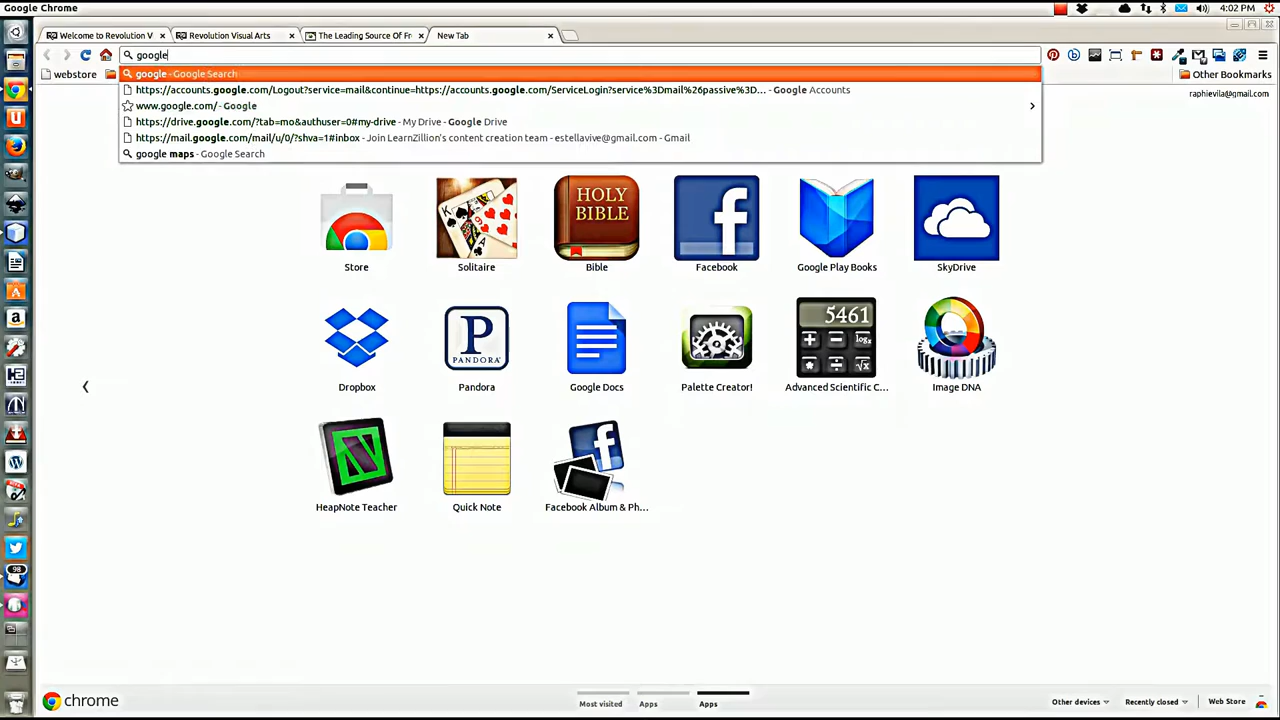 Google Chrome
4:02 PM
Welcome to Revolution V
Revolution Visual Arts
The Leading Source Of Fr
New Tab
google
webstore
Other Bookmarks
google - Google Search
https://accounts.google.com/Logout?service=mail&continue=https://accounts.google.com/ServiceLogin?service%3Dmail%26passive%3D... - Google Accounts
www.google.com/ - Google
https://drive.google.com/?tab=mo&authuser=0#my-drive - My Drive - Google Drive
https://mail.google.com/mail/u/0/?shva=1#inbox - Join LearnZillion's content creation team - estellavive@gmail.com - Gmail
google maps - Google Search
raphievila@gmail.com
HOLY BIBLE
Store
Solitaire
Bible
Facebook
Google Play Books
SkyDrive
PANDORA
5461
Dropbox
Pandora
Google Docs
Palette Creator!
Advanced Scientific C...
Image DNA
HeapNote Teacher
Quick Note
Facebook Album & Ph...
98
chrome
Most visited
Apps
Apps
Other devices
Recently closed
Web Store